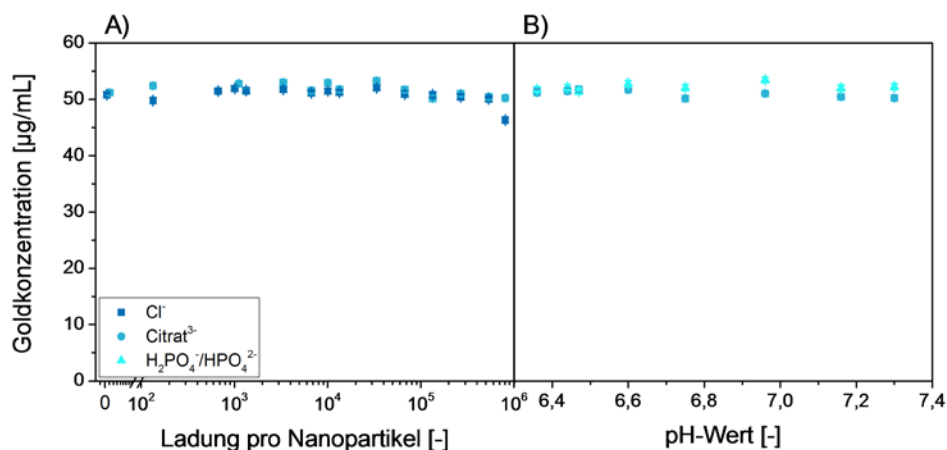 A)
B)
Goldkonzentration [µg/mL]
60
50
40
30
20
10
0
Cl⁻
Citrat³⁻
H₂PO₄⁻/HPO₄²⁻
0 10² 10³ 10⁴ 10⁵ 10⁶
6,4 6,6 6,8 7,0 7,2 7,4
Ladung pro Nanopartikel [-]
pH-Wert [-]